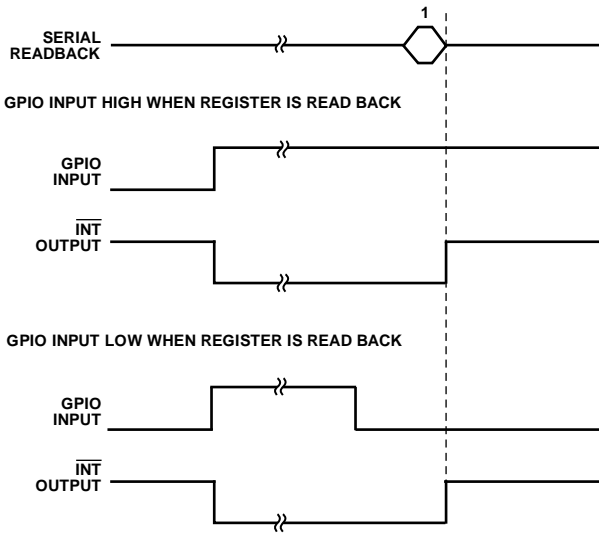 1
SERIAL
READBACK
GPIO INPUT HIGH WHEN REGISTER IS READ BACK
GPIO
INPUT
INT
OUTPUT
GPIO INPUT LOW WHEN REGISTER IS READ BACK
GPIO
INPUT
INT
OUTPUT